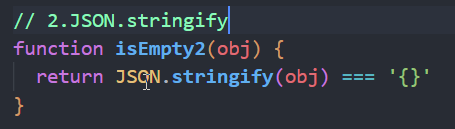 // 2.JSON.stringify
function isEmpty2(obj) {
  return JSON.stringify(obj) === '{}'
}